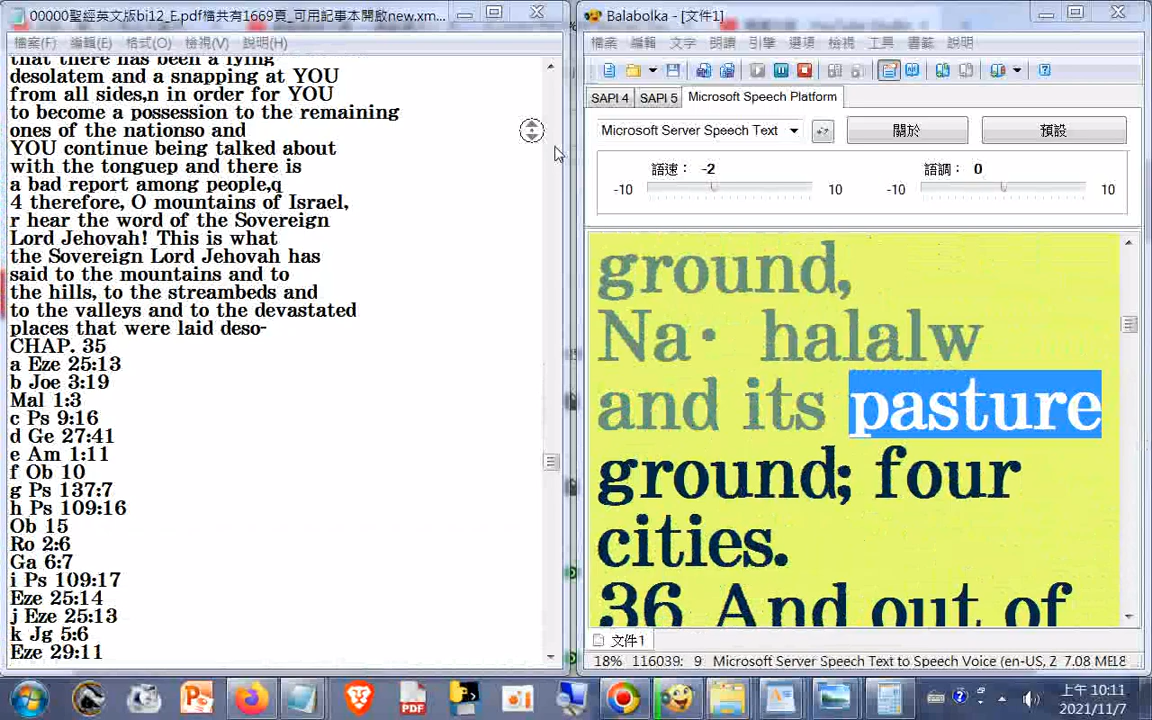 00000聖經英文版bi12_E.pdf檔共有1669頁_可用記事本開啟new.xm...
檔案(F) 編輯(E) 格式(O) 檢視(V) 說明(H)
that there has been a lying
desolatem and a snapping at YOU
from all sides,n in order for YOU
to become a possession to the remaining
ones of the nationso and
YOU continue being talked about
with the tonguep and there is
a bad report among people,q
4 therefore, O mountains of Israel,
r hear the word of the Sovereign
Lord Jehovah! This is what
the Sovereign Lord Jehovah has
said to the mountains and to
the hills, to the streambeds and
to the valleys and to the devastated
places that were laid deso-
CHAP. 35
a Eze 25:13
b Joe 3:19
Mal 1:3
c Ps 9:16
d Ge 27:41
e Am 1:11
f Ob 10
g Ps 137:7
h Ps 109:16
Ob 15
Ro 2:6
Ga 6:7
i Ps 109:17
Eze 25:14
j Eze 25:13
k Jg 5:6
Eze 29:11
Balabolka - [文件1]
檔案 編輯 文字 朗讀 引擎 選項 檢視 工具 書籤 說明
SAPI 4 SAPI 5 Microsoft Speech Platform
Microsoft Server Speech Text 關於 預設
語速： -2 語調： 0
-10 10 -10 10
ground,
Na· halalw
and its pasture
ground; four
cities.
36 And out of
文件1
18% 116039: 9 Microsoft Server Speech Text to Speech Voice (en-US, Z 7.08 ME18
PDF
上午 10:11
2021/11/7